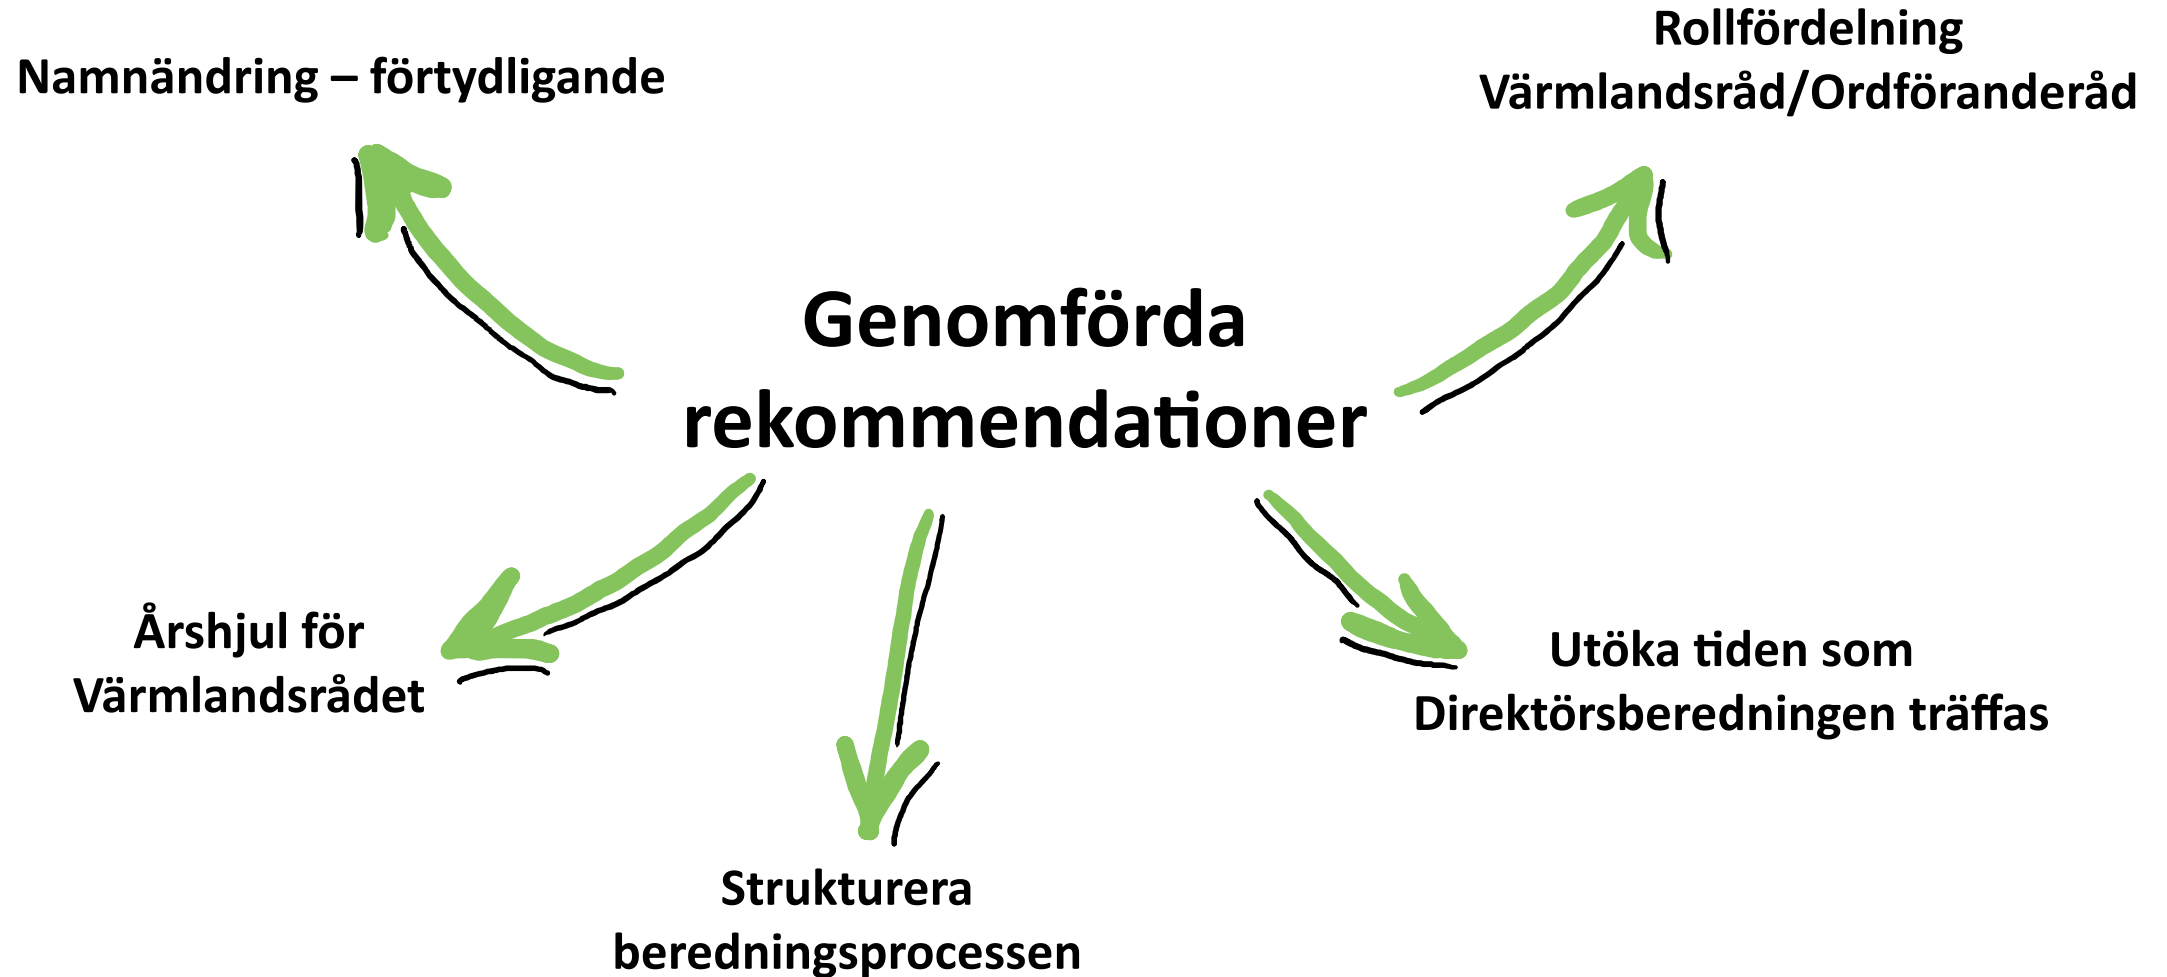 Namnändring – förtydligande
Rollfördelning
Värmlandsråd/Ordföranderåd
Genomförda
rekommendationer
Årshjul för
Värmlandsrådet
Utöka tiden som
Direktörsberedningen träffas
Strukturera
beredningsprocessen